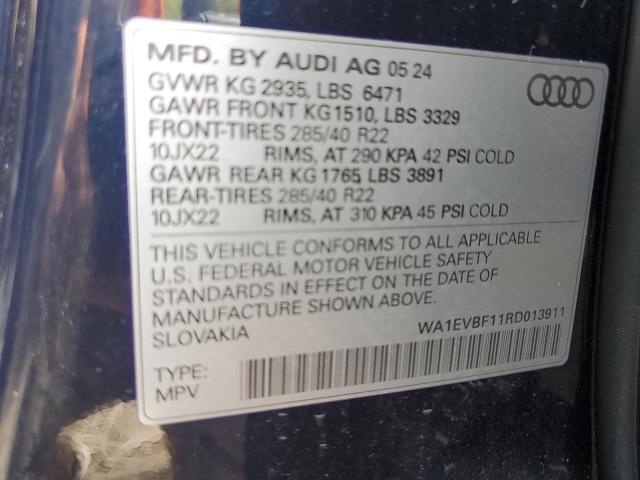 MFD. BY AUDI AG 05 24
GVWR KG 2935, LBS 6471
GAWR FRONT KG1510, LBS 3329
FRONT-TIRES 285/40 R22
10JX22 RIMS, AT 290 KPA 42 PSI COLD
GAWR REAR KG 1765 LBS 3891
REAR-TIRES 285/40 R22
10JX22 RIMS, AT 310 KPA 45 PSI COLD
THIS VEHICLE CONFORMS TO ALL APPLICABLE
U.S. FEDERAL MOTOR VEHICLE SAFETY
STANDARDS IN EFFECT ON THE DATE OF
MANUFACTURE SHOWN ABOVE.
SLOVAKIA
WA1EVBF11RD013911
TYPE:
MPV